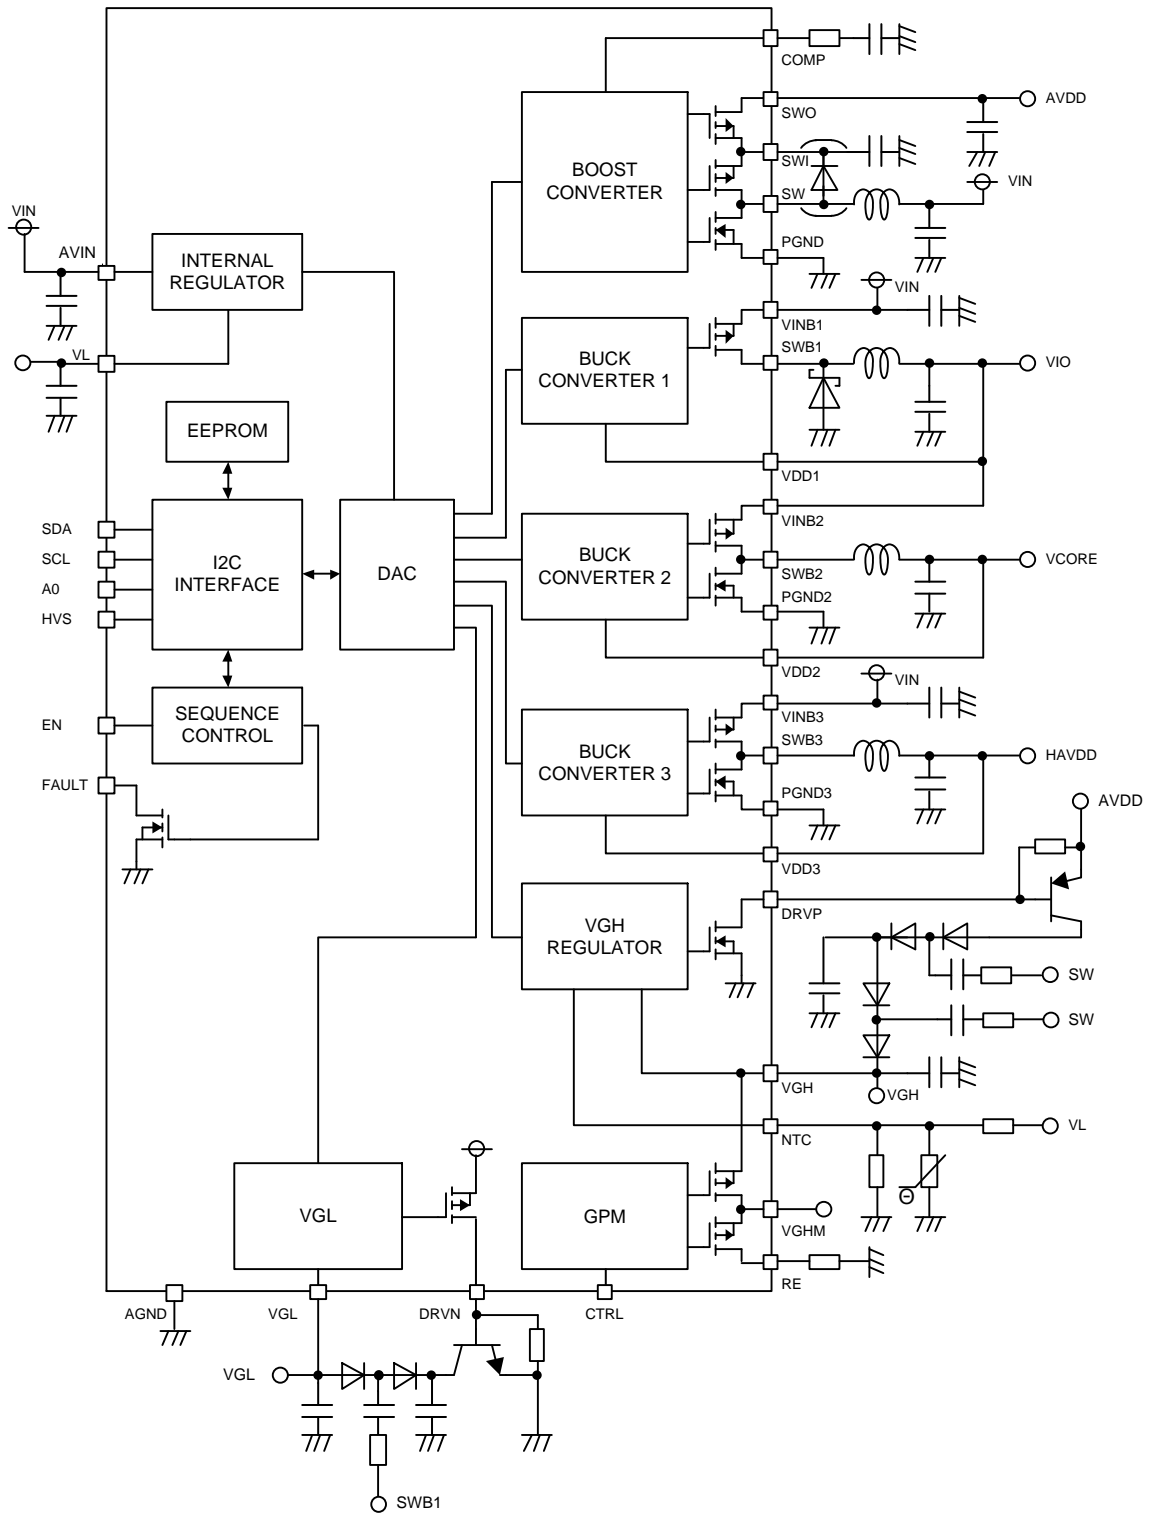 COMP
SWO
AVDD
BOOST
CONVERTER
SWI
SW
VIN
VIN
AVIN
INTERNAL
REGULATOR
PGND
VIN
VINB1
SWB1
VL
BUCK
CONVERTER 1
VIO
EEPROM
VDD1
VINB2
SDA
SCL
A0
HVS
I2C
INTERFACE
DAC
BUCK
CONVERTER 2
SWB2
PGND2
VCORE
VDD2
VIN
EN
SEQUENCE
CONTROL
VINB3
SWB3
BUCK
CONVERTER 3
HAVDD
FAULT
PGND3
AVDD
VDD3
VGH
REGULATOR
DRVP
SW
SW
VGH
VGH
NTC
VL
Θ
VGL
GPM
VGHM
RE
AGND
VGL
DRVN
CTRL
VGL
SWB1